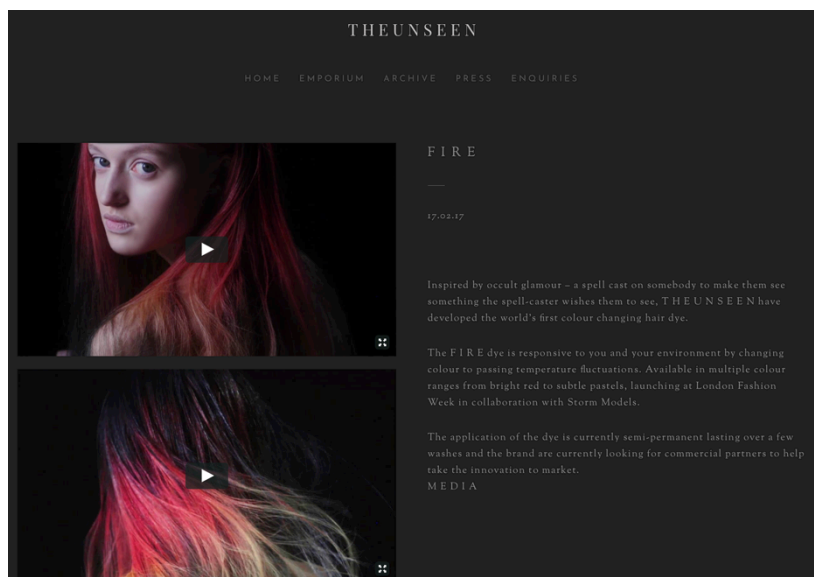 THEUNSEEN
HOME EMPORIUM ARCHIVE PRESS ENQUIRIES
FIRE
17.02.17
Inspired by occult glamour – a spell cast on somebody to make them see
something the spell-caster wishes them to see, T H E U N S E E N have
developed the world's first colour changing hair dye.
The F I R E dye is responsive to you and your environment by changing
colour to passing temperature fluctuations. Available in multiple colour
ranges from bright red to subtle pastels, launching at London Fashion
Week in collaboration with Storm Models.
The application of the dye is currently semi-permanent lasting over a few
washes and the brand are currently looking for commercial partners to help
take the innovation to market.
M E D I A